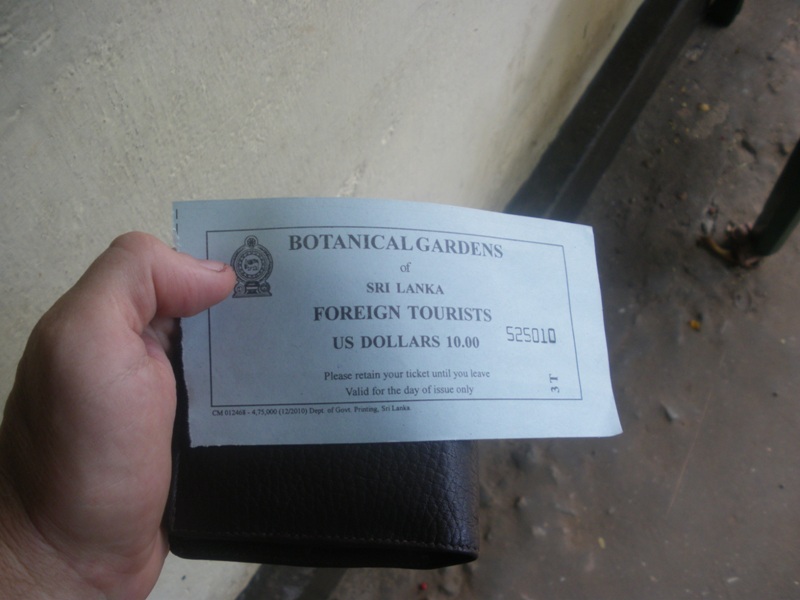 BOTANICAL GARDENS
of
SRI LANKA
FOREIGN TOURISTS
US DOLLARS 10.00
525010
Please retain your ticket until you leave
Valid for the day of issue only
3T
CM 012468 - 4,75,000 (12/2010) Dept. of Govt. Printing, Sri Lanka